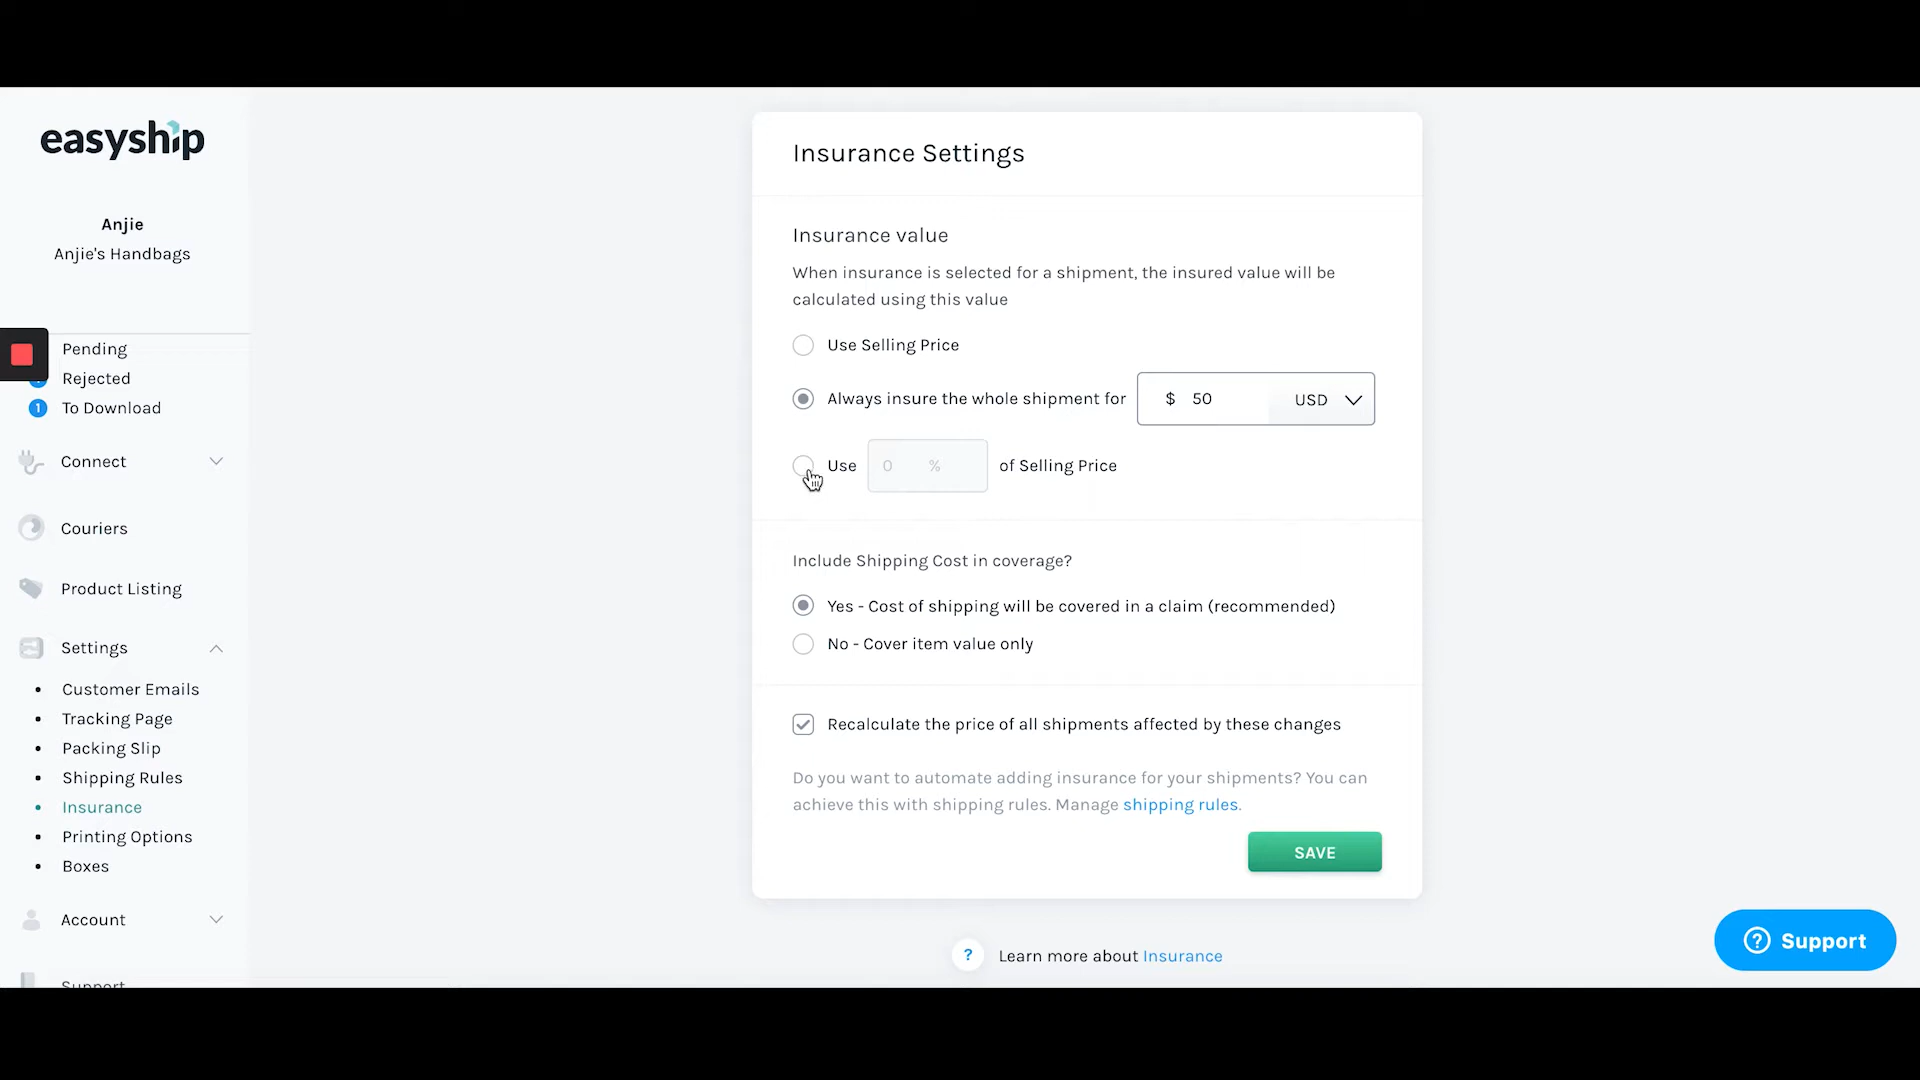 easyship
Anjie
Anjie's Handbags
Pending
Rejected
1 To Download
Connect
Couriers
Product Listing
Settings
Customer Emails
Tracking Page
Packing Slip
Shipping Rules
Insurance
Printing Options
Boxes
Account
Support
Insurance Settings
Insurance value
When insurance is selected for a shipment, the insured value will be
calculated using this value
Use Selling Price
Always insure the whole shipment for $ 50 USD
Use 0 % of Selling Price
Include Shipping Cost in coverage?
Yes - Cost of shipping will be covered in a claim (recommended)
No - Cover item value only
Recalculate the price of all shipments affected by these changes
Do you want to automate adding insurance for your shipments? You can
achieve this with shipping rules. Manage shipping rules.
SAVE
? Learn more about Insurance
? Support